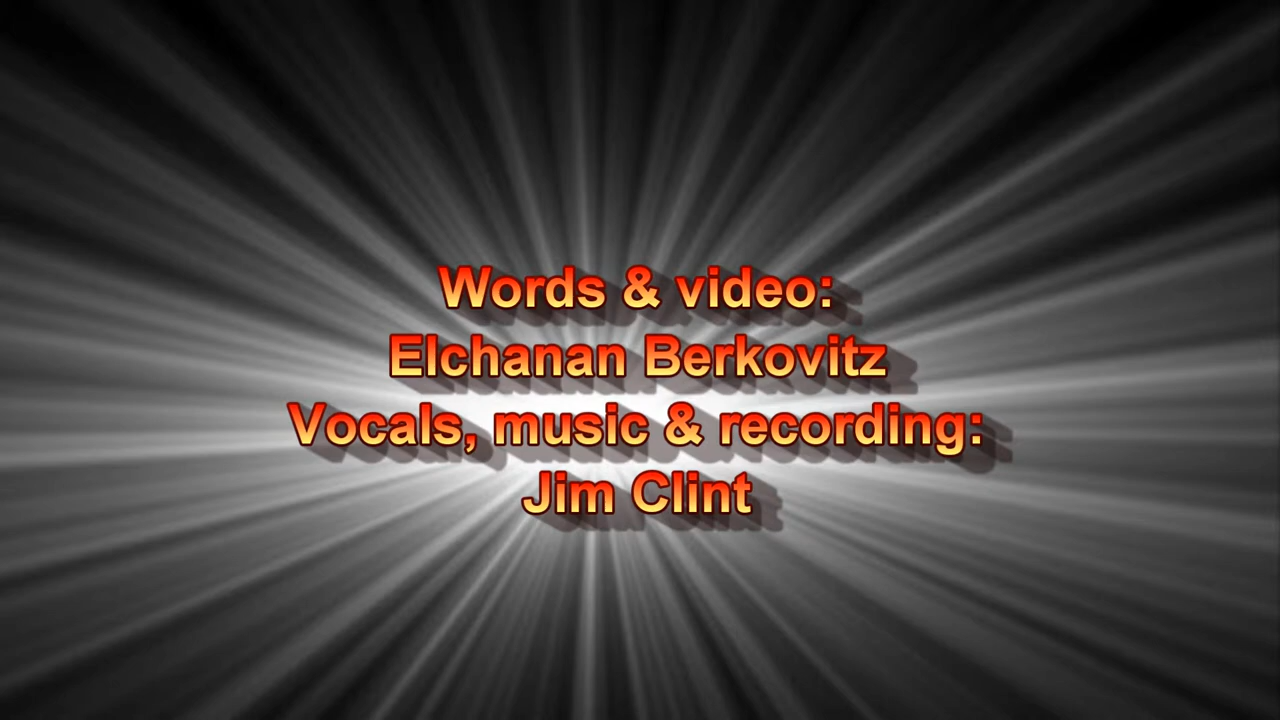 Words & video:
Elchanan Berkovitz
Vocals, music & recording:
Jim Clint